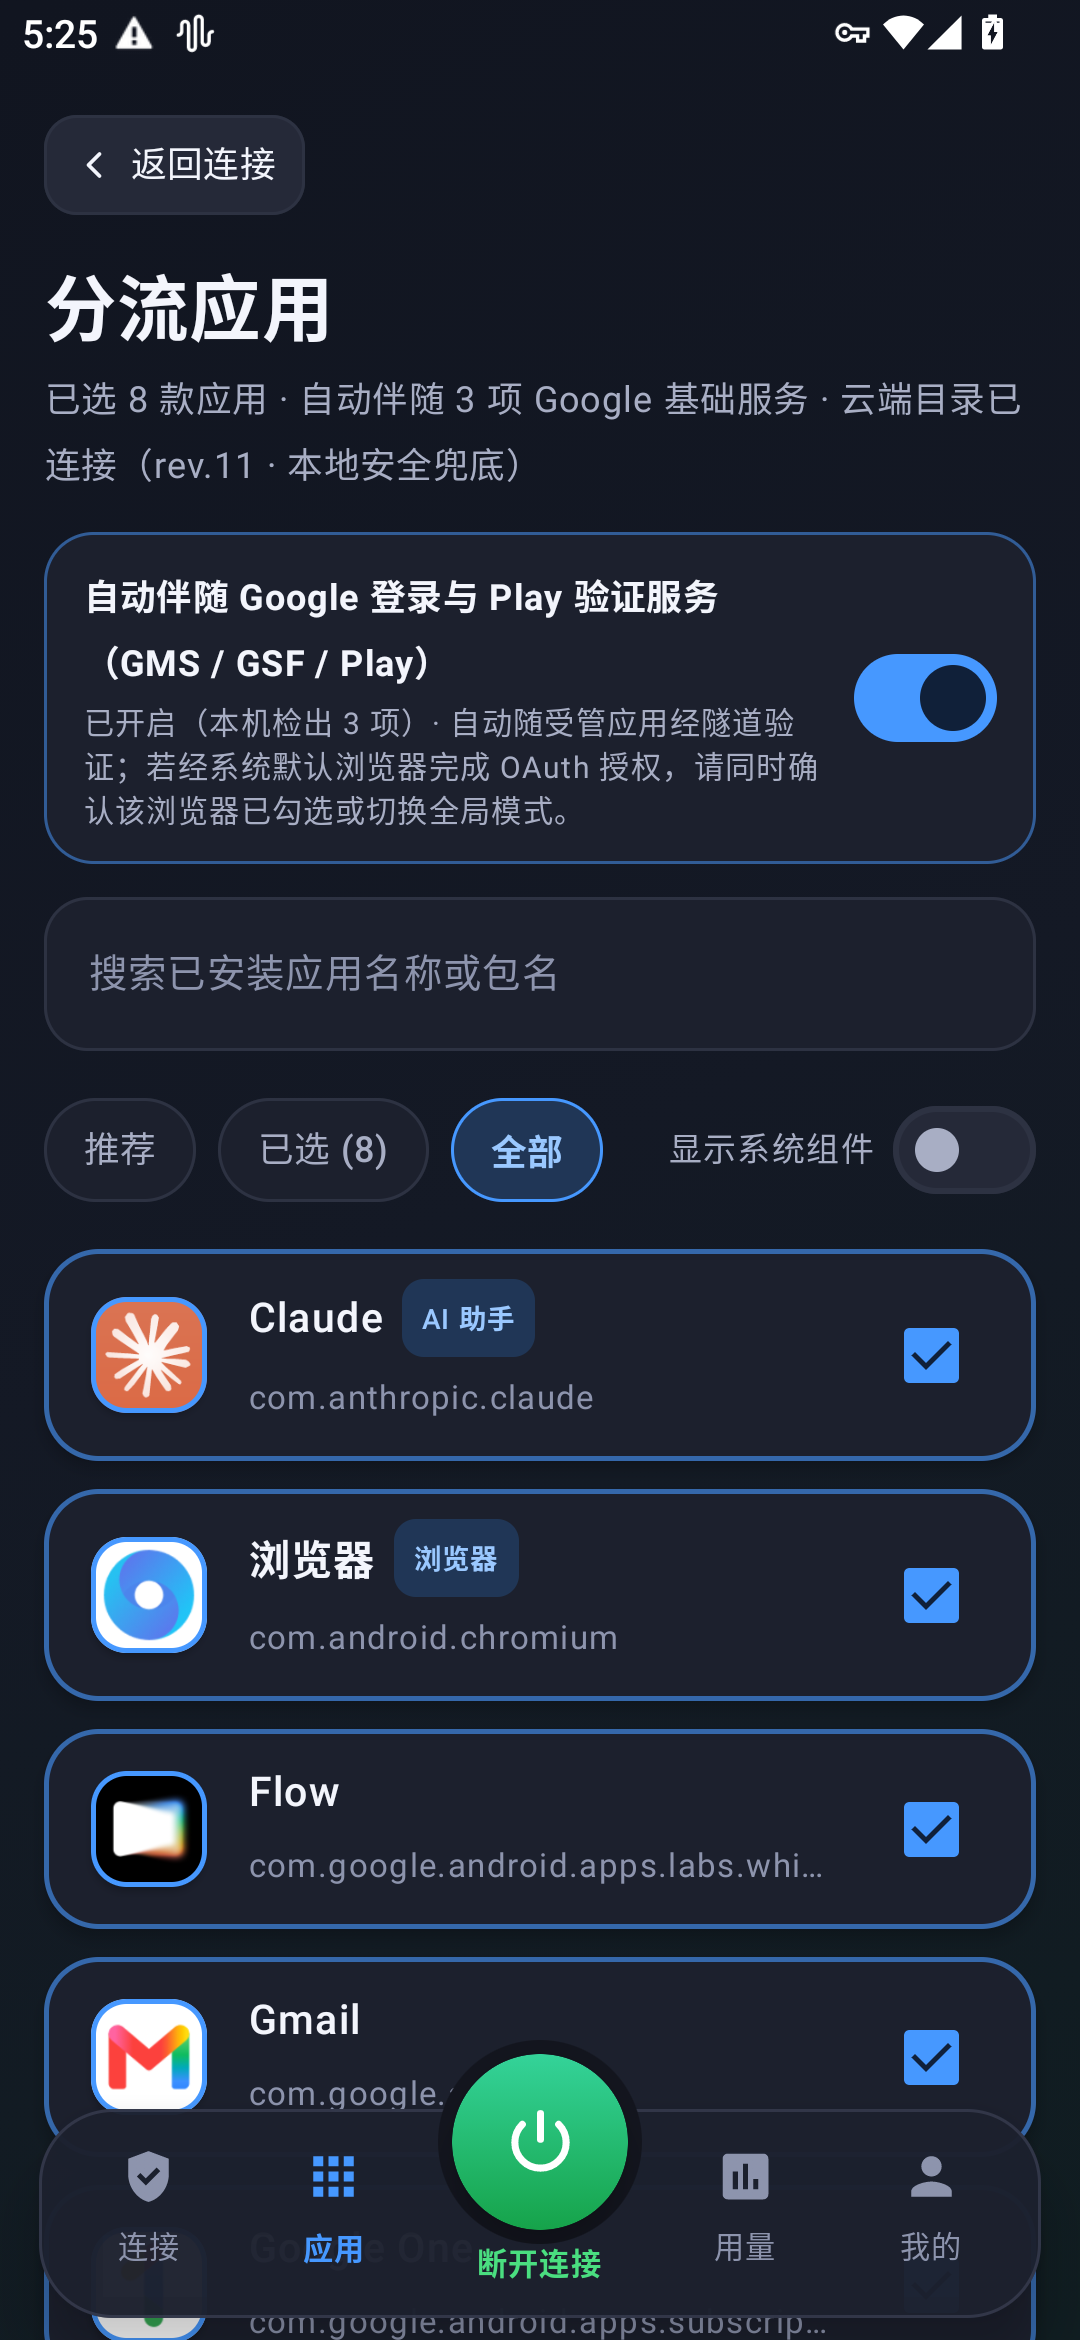 5:25
返回连接
分流应用
已选 8 款应用 · 自动伴随 3 项 Google 基础服务 · 云端目录已
连接（rev.11 · 本地安全兜底）
自动伴随 Google 登录与 Play 验证服务
（GMS / GSF / Play）
已开启（本机检出 3 项）· 自动随受管应用经隧道验
证；若经系统默认浏览器完成 OAuth 授权，请同时确
认该浏览器已勾选或切换全局模式。
搜索已安装应用名称或包名
推荐
已选 (8)
全部
显示系统组件
Claude
AI 助手
com.anthropic.claude
浏览器
浏览器
com.android.chromium
Flow
com.google.android.apps.labs.whi...
Gmail
com.google.
Google One
com.google.android.apps.subscrip...
连接
应用
断开连接
用量
我的